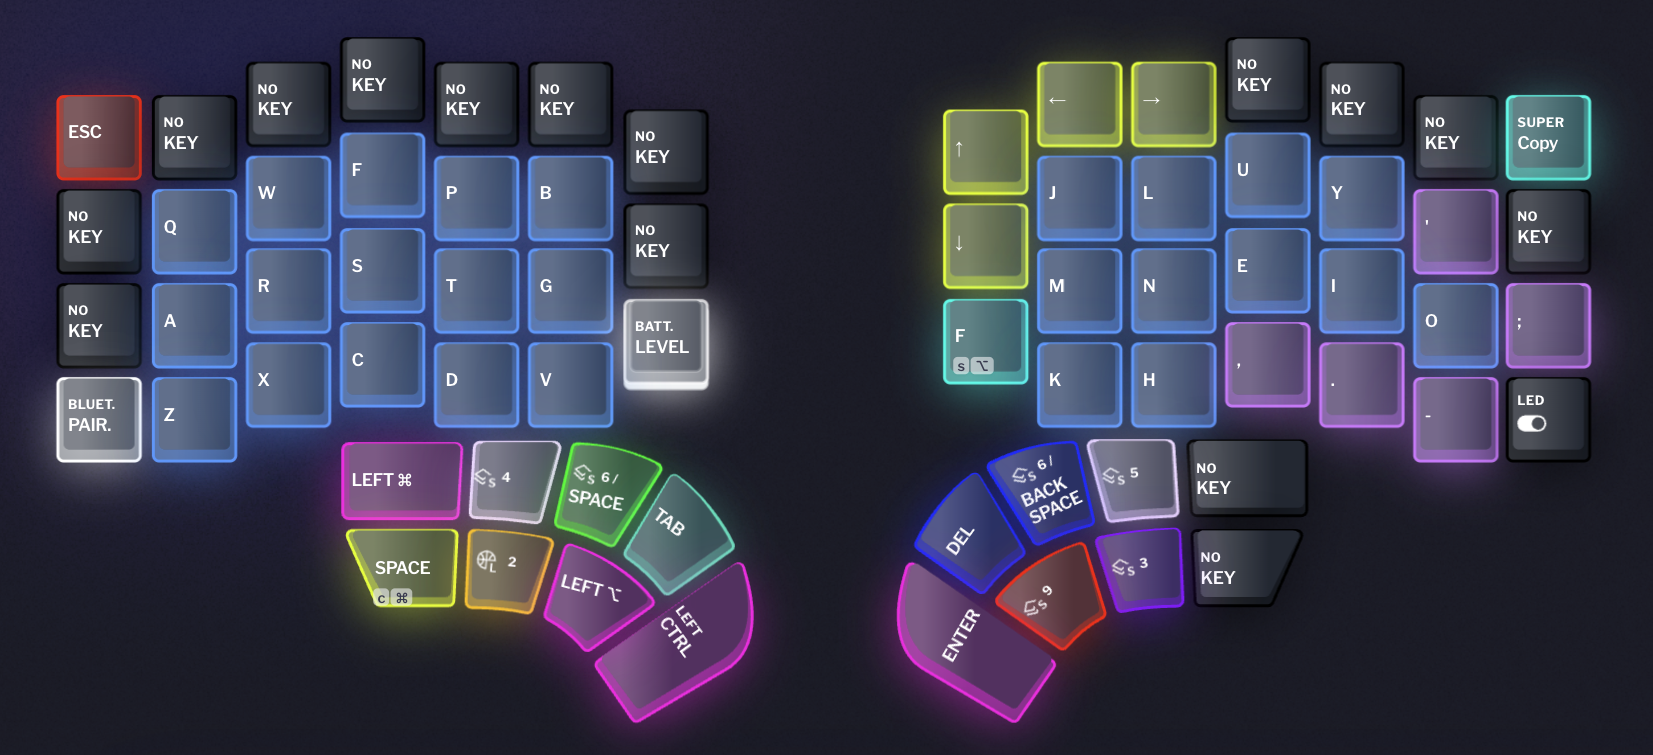 ESC
NO
KEY
NO
KEY
NO
KEY
NO
KEY
NO
KEY
NO
KEY
NO
KEY
Q
W
F
P
B
NO
KEY
NO
KEY
A
R
S
T
G
BATT.
LEVEL
BLUET.
PAIR.
Z
X
C
D
V
LEFT ⌘
S 4
S 6 /
SPACE
TAB
SPACE
C ⌘
L 2
LEFT ⌥
LEFT
CTRL
↑
←
→
NO
KEY
NO
KEY
NO
KEY
SUPER
Copy
↓
J
L
U
Y
'
NO
KEY
F
S ⌥
M
N
E
I
O
;
K
H
,
.
-
LED
DEL
S 6 /
BACK
SPACE
S 5
NO
KEY
ENTER
S 9
S 3
NO
KEY